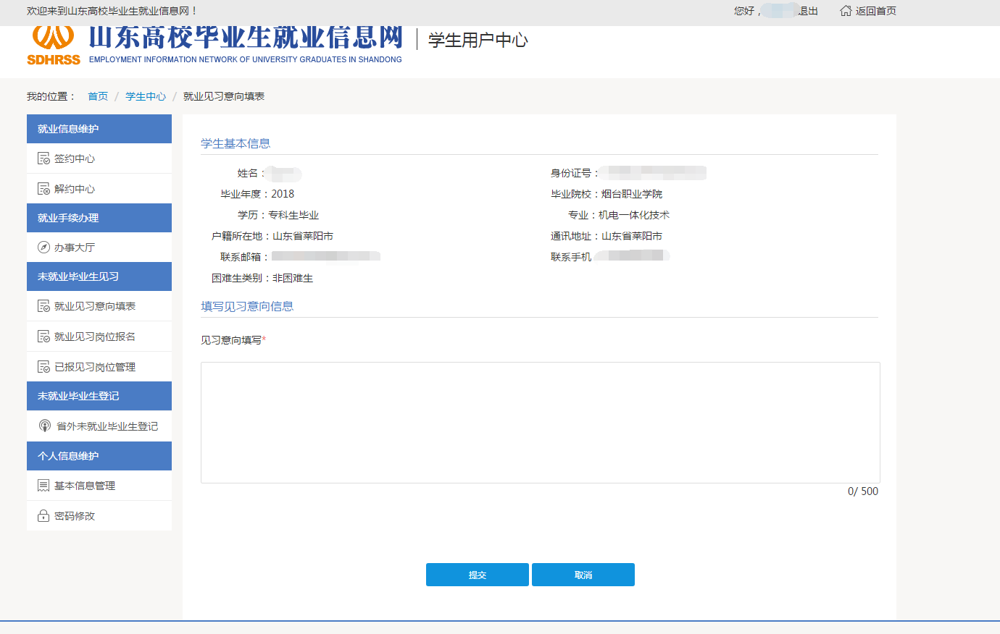 欢迎来到山东高校毕业生就业信息网！
您好， 退出 返回首页
山东高校毕业生就业信息网 学生用户中心
SDHRSS EMPLOYMENT INFORMATION NETWORK OF UNIVERSITY GRADUATES IN SHANDONG
我的位置： 首页 / 学生中心 / 就业见习意向填表
就业信息维护
签约中心
解约中心
就业手续办理
办事大厅
未就业毕业生见习
就业见习意向填表
就业见习岗位报名
已报见习岗位管理
未就业毕业生登记
省外未就业毕业生登记
个人信息维护
基本信息管理
密码修改
学生基本信息
姓名： 身份证号：
毕业年度：2018 毕业院校：烟台职业学院
学历：专科生毕业 专业：机电一体化技术
户籍所在地：山东省莱阳市 通讯地址：山东省莱阳市
联系邮箱： 联系手机
困难生类别：非困难生
填写见习意向信息
见习意向填写*
0/ 500
提交 取消